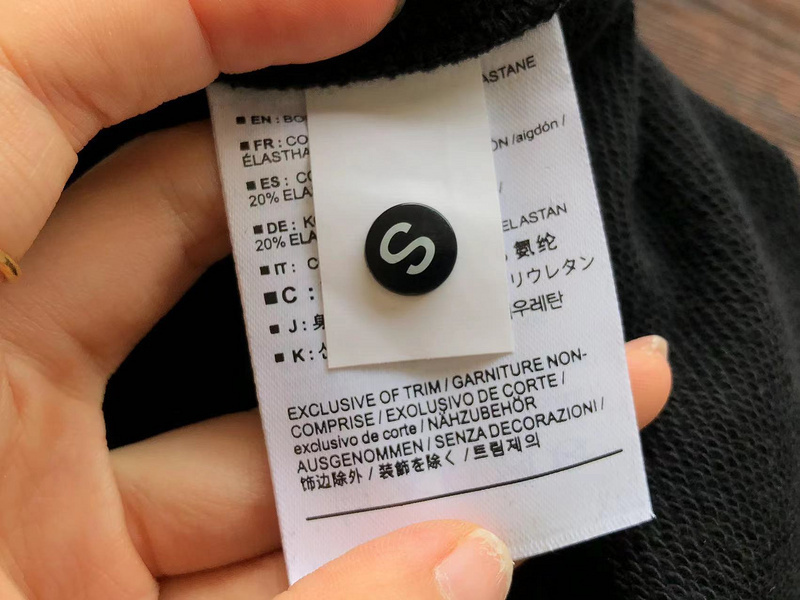 ASTANE
■ EN : BO
■ FR : CO ON /aigdón /
ÉLASTHA
■ ES : CO /
20% ELA
■ DE : K ELASTAN
20% ELA
■ IT : C , 氨纶
■ C : リウレタン
■ J : 우레탄
■ K :
S
EXCLUSIVE OF TRIM / GARNITURE NON-
COMPRISE / EXOLUSIVO DE CORTE /
exclusivo de corte / NÄHZUBEHÖR
AUSGENOMMEN / SENZA DECORAZIONI /
饰边除外 / 装飾を除く / 트림제의